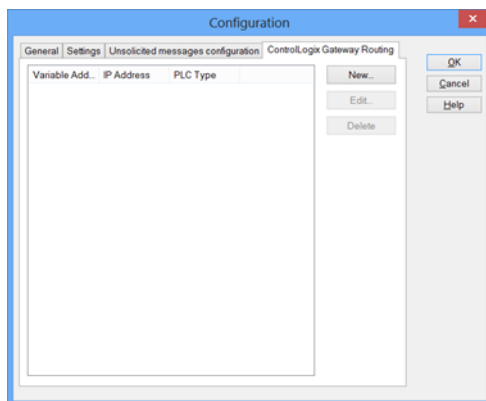 Configuration
General Settings Unsolicited messages configuration ControlLogix Gateway Routing
Variable Add... IP Address PLC Type
New...
Edit...
Delete
OK
Cancel
Help